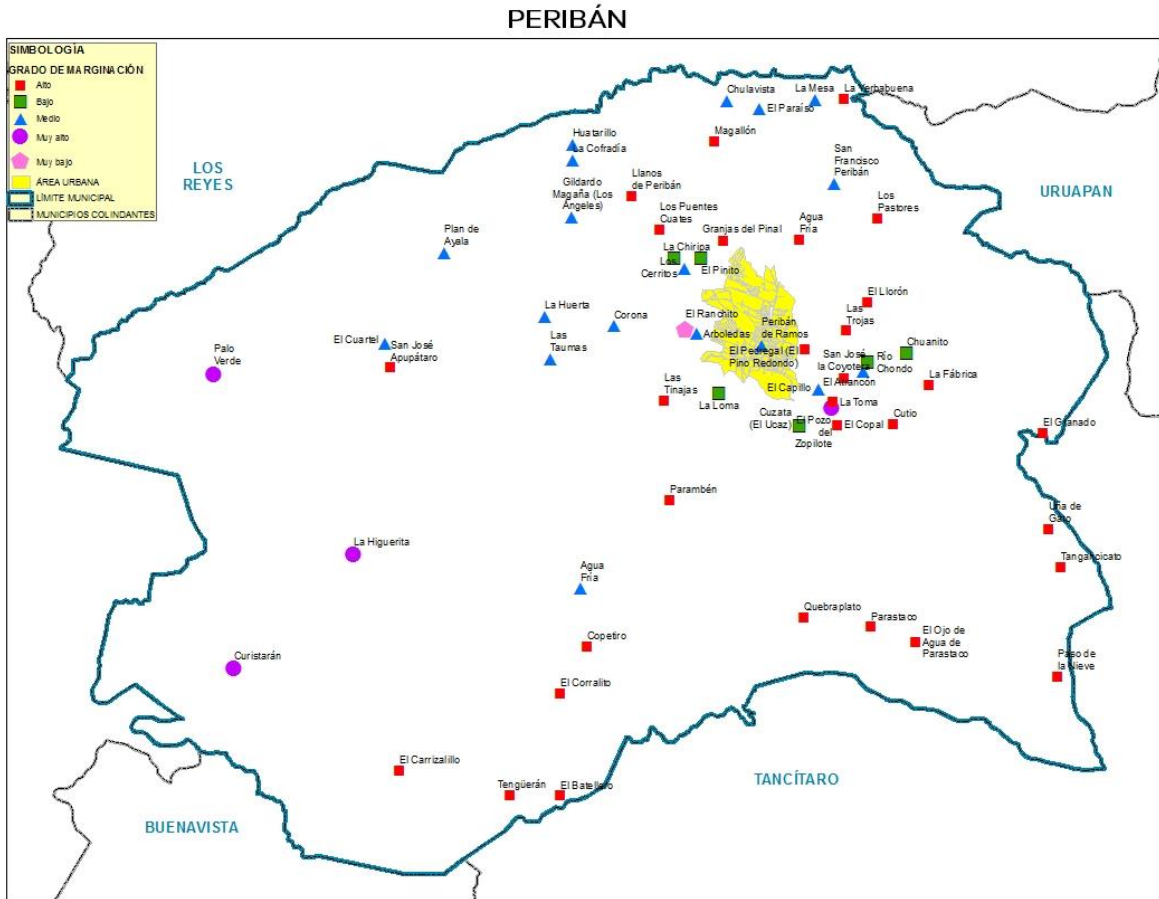 PERIBÁN
SIMBOLOGÍA
GRADO DE MARGINACIÓN
Alto
Bajo
Medio
Muy alto
Muy bajo
ÁREA URBANA
LÍMITE MUNICIPAL
MUNICIPIOS COLINDANTES
Chulavista
La Mesa
La Yerbabuena
El Paraíso
Magallón
Huatarillo
La Cofradía
San
Francisco
Peribán
LOS
REYES
Gildardo
Magaña (Los
Ángeles)
Llanos
de Peribán
URUAPAN
Los
Pastores
Los Puentes
Cuates
Agua
Fría
Plan de
Ayala
Granjas del Pinal
La Chiripa
Los
Cerritos
El Pinito
El Llorón
La Huerta
Corona
El Ranchito
Arboledas
Peribán
de Ramos
Las
Trojas
El Cuartel
San José
Apupátaro
Las
Taumas
El Pedregal (El
Pino Redondo)
San José
la Coyotera
Río
Chondo
Chuanito
Palo
Verde
La Fábrica
Las
Tinajas
La Loma
El Capillo
El Arrancón
La Toma
Cuzata
(El Ucaz)
El Pozo
del
Zopilote
El Copal
Cutio
El Granado
Parambén
Uña de
Gato
La Higuerita
Tangancicato
Agua
Fría
Quebraplato
Parastaco
El Ojo de
Agua de
Parastaco
Copetiro
Curistarán
Paso de
la Nieve
El Corralito
El Carrizalillo
Tengüerán
El Batellero
TANCÍTARO
BUENAVISTA